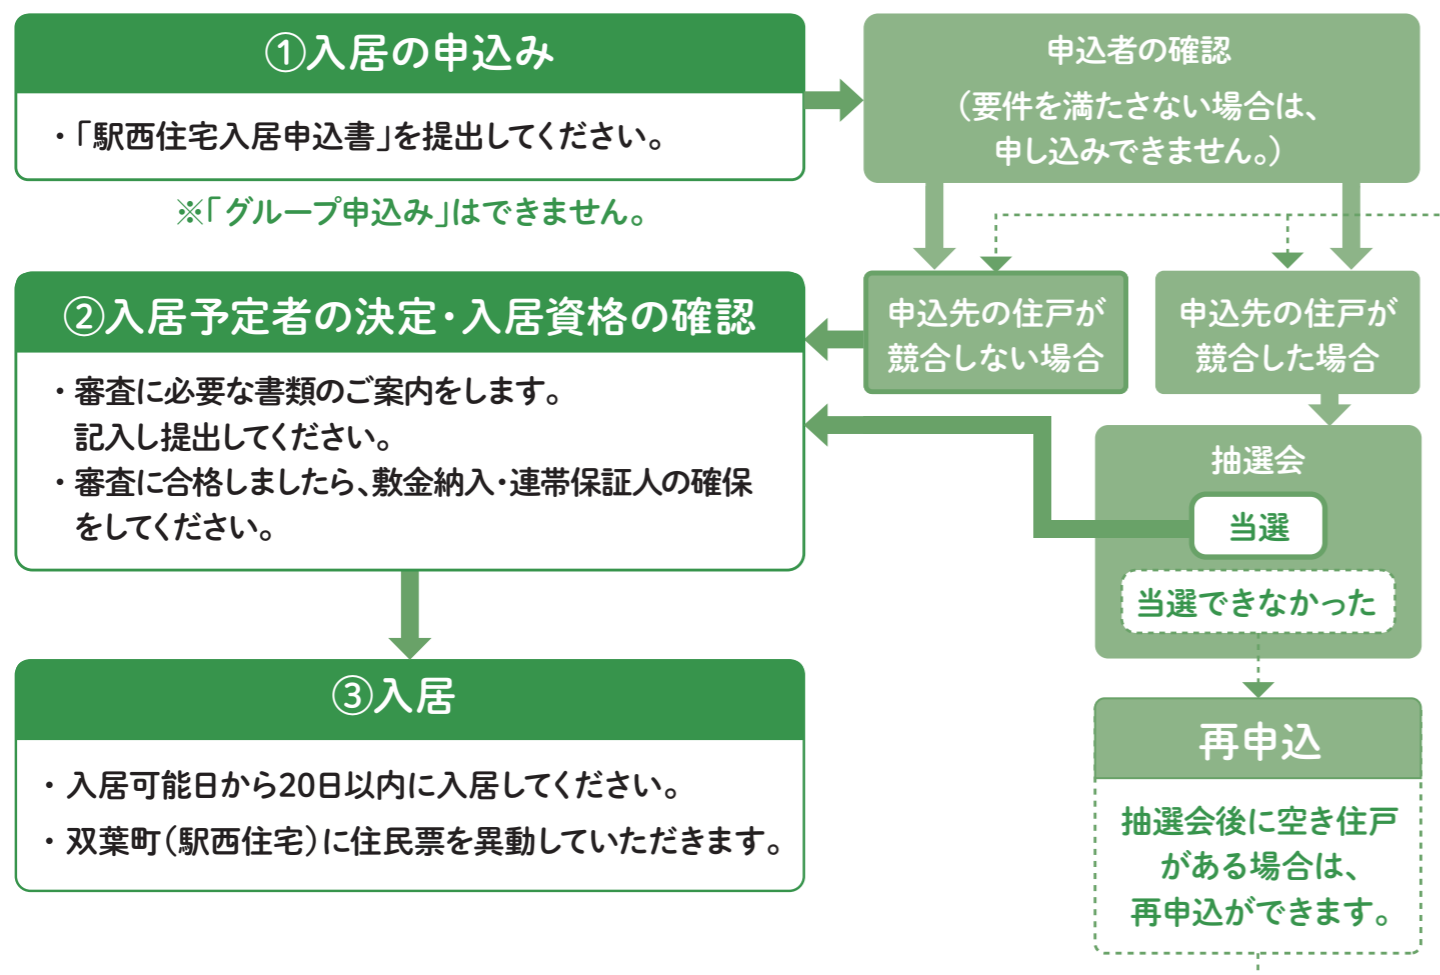 ①入居の申込み
・「駅西住宅入居申込書」を提出してください。
※「グループ申込み」はできません。
申込者の確認
（要件を満たさない場合は、
申し込みできません。）
申込先の住戸が
競合しない場合
申込先の住戸が
競合した場合
②入居予定者の決定・入居資格の確認
・審査に必要な書類のご案内をします。
記入し提出してください。
・審査に合格しましたら、敷金納入・連帯保証人の確保
をしてください。
抽選会
当選
当選できなかった
③入居
・入居可能日から20日以内に入居してください。
・双葉町（駅西住宅）に住民票を異動していただきます。
再申込
抽選会後に空き住戸
がある場合は、
再申込ができます。